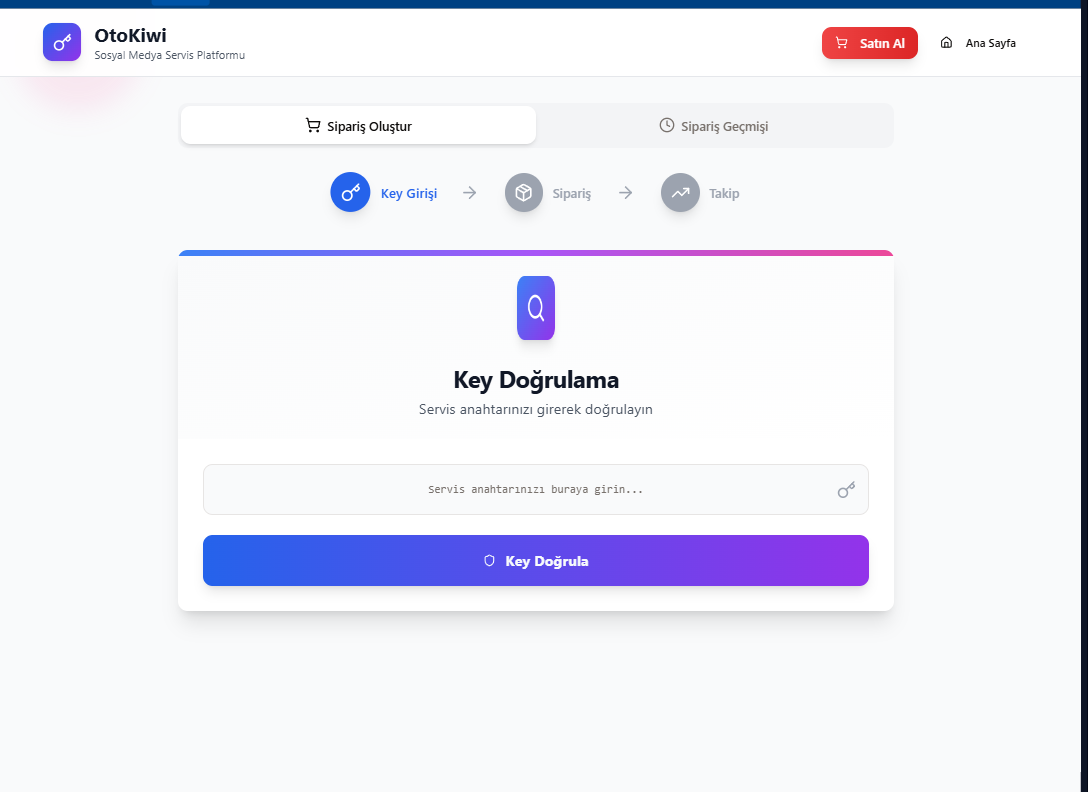 OtoKiwi
Sosyal Medya Servis Platformu
Satın Al
Ana Sayfa
Sipariş Oluştur
Sipariş Geçmişi
Key Girişi
Sipariş
Takip
Key Doğrulama
Servis anahtarınızı girerek doğrulayın
Servis anahtarınızı buraya girin...
Key Doğrula